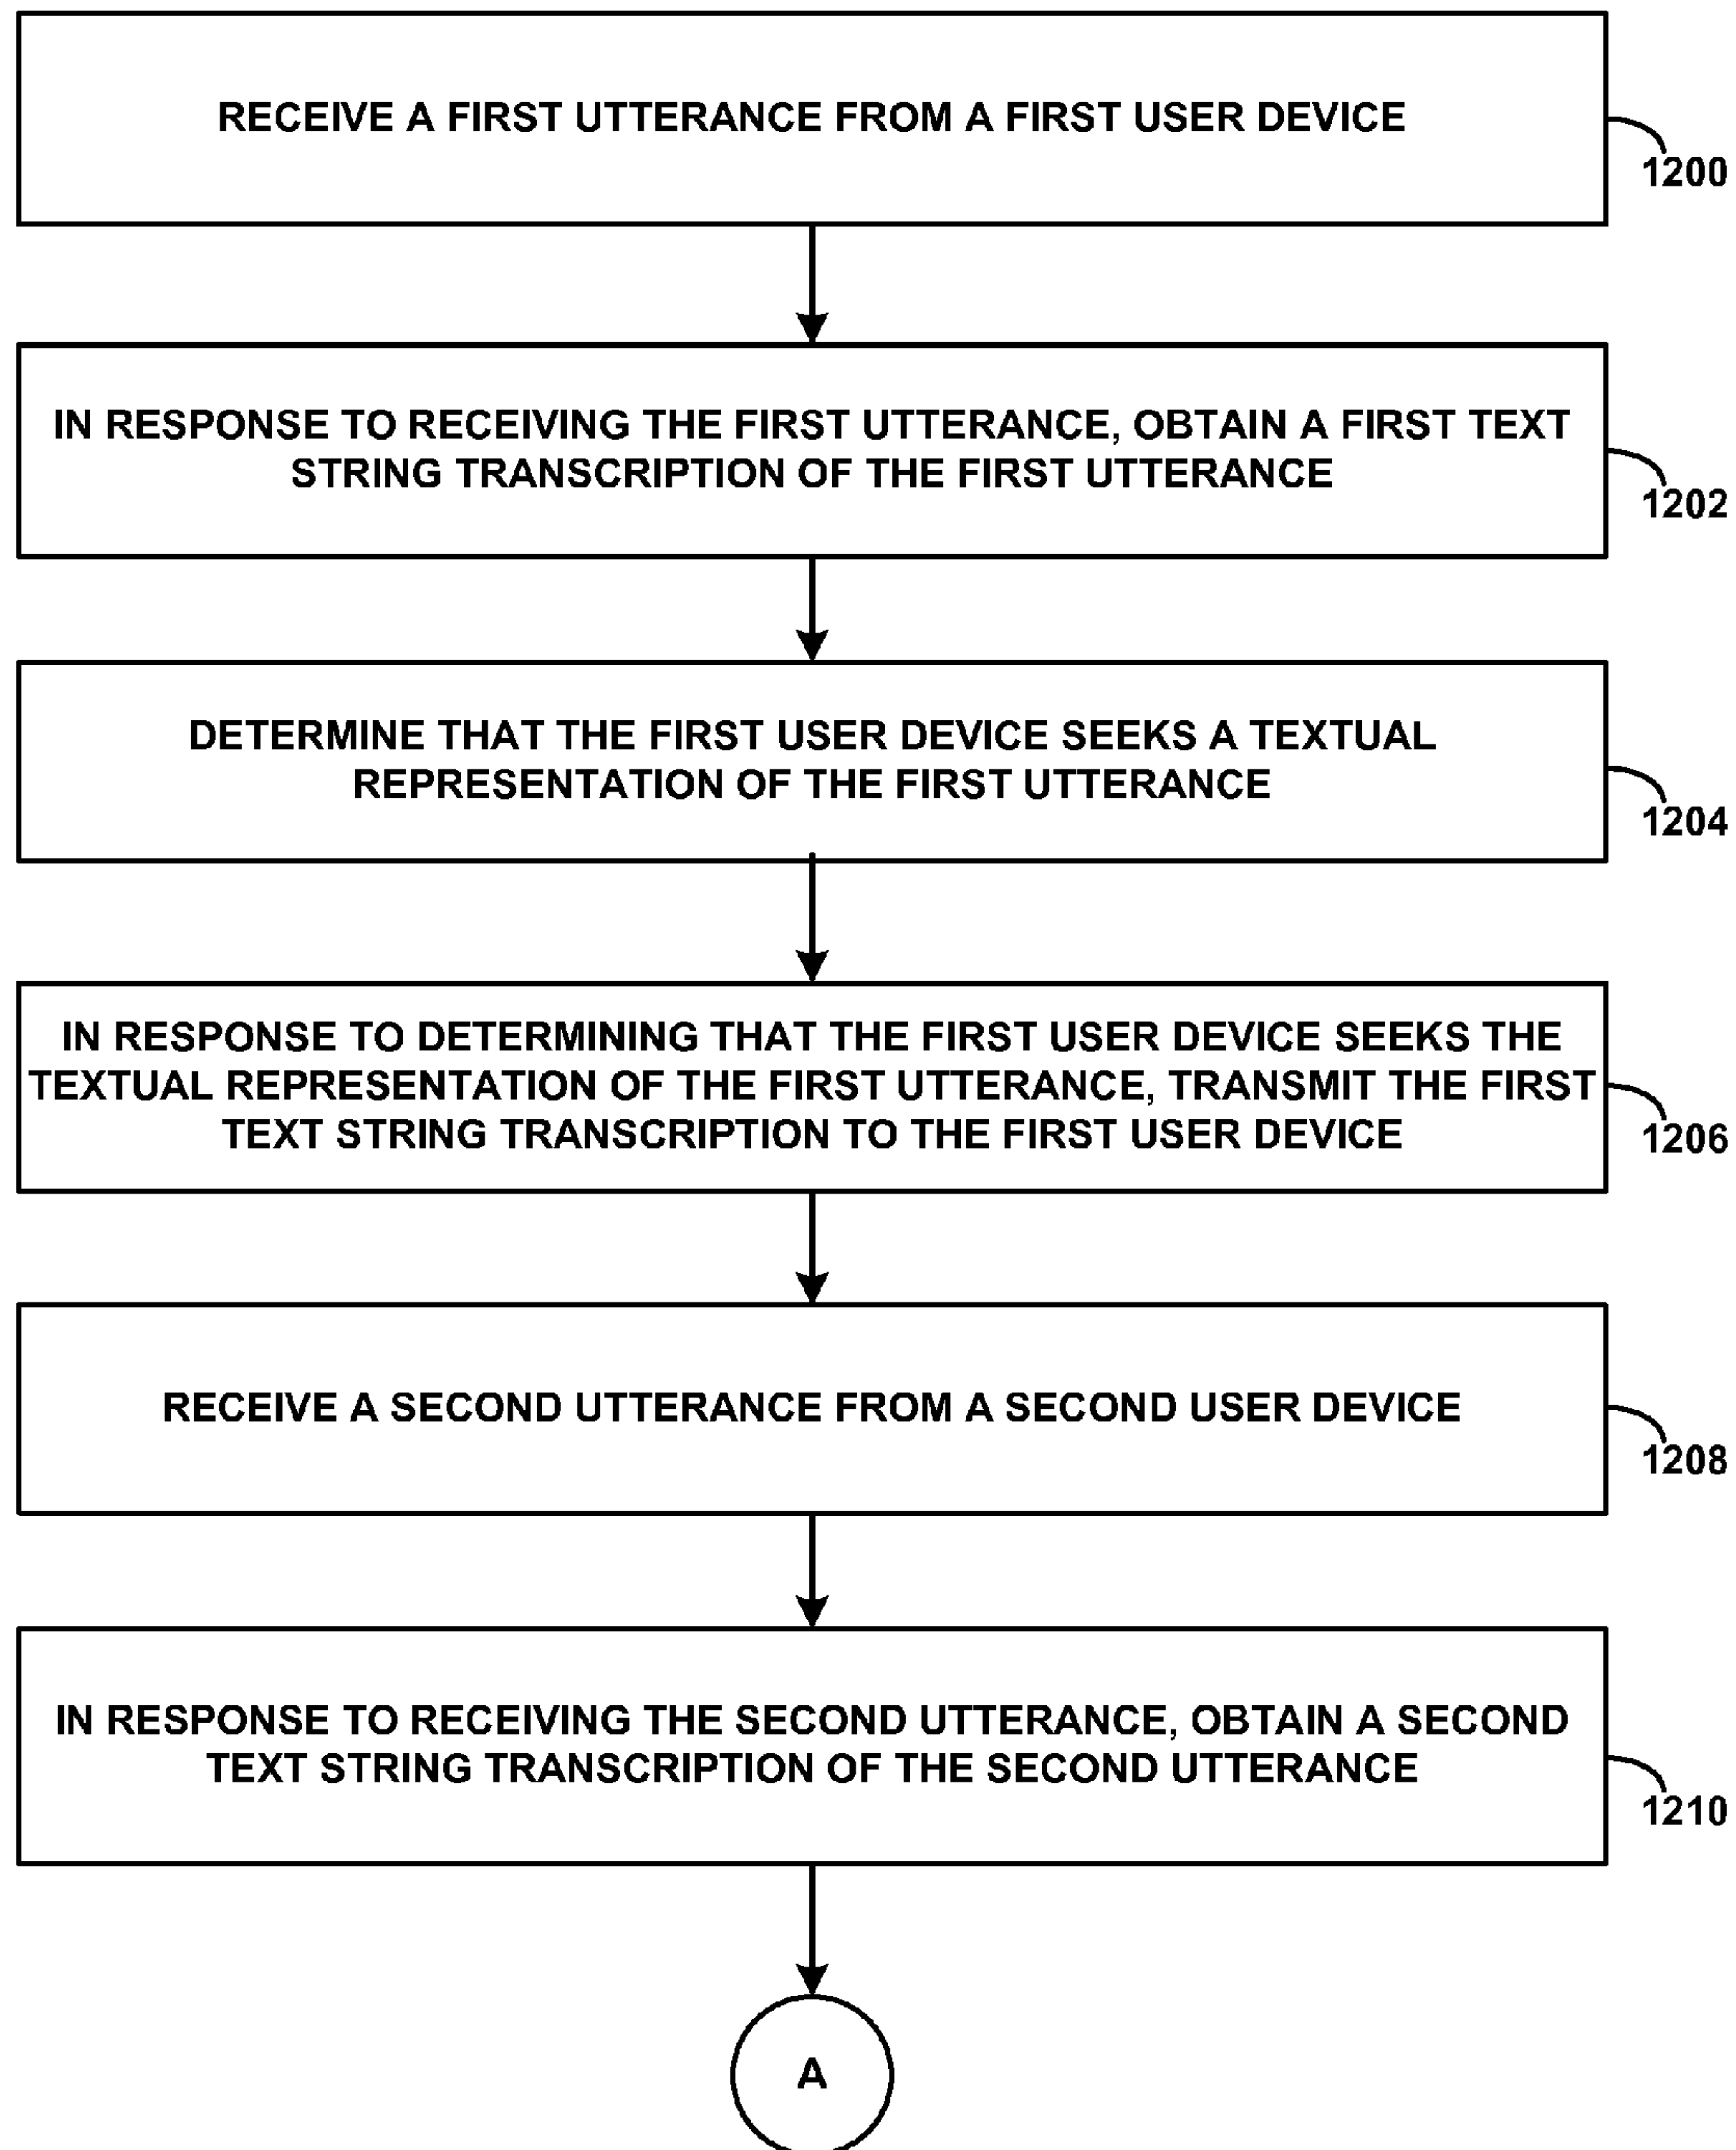 RECEIVE A FIRST UTTERANCE FROM A FIRST USER DEVICE
1200
IN RESPONSE TO RECEIVING THE FIRST UTTERANCE, OBTAIN A FIRST TEXT
STRING TRANSCRIPTION OF THE FIRST UTTERANCE
1202
DETERMINE THAT THE FIRST USER DEVICE SEEKS A TEXTUAL
REPRESENTATION OF THE FIRST UTTERANCE
1204
IN RESPONSE TO DETERMINING THAT THE FIRST USER DEVICE SEEKS THE
TEXTUAL REPRESENTATION OF THE FIRST UTTERANCE, TRANSMIT THE FIRST
TEXT STRING TRANSCRIPTION TO THE FIRST USER DEVICE
1206
RECEIVE A SECOND UTTERANCE FROM A SECOND USER DEVICE
1208
IN RESPONSE TO RECEIVING THE SECOND UTTERANCE, OBTAIN A SECOND
TEXT STRING TRANSCRIPTION OF THE SECOND UTTERANCE
1210
A